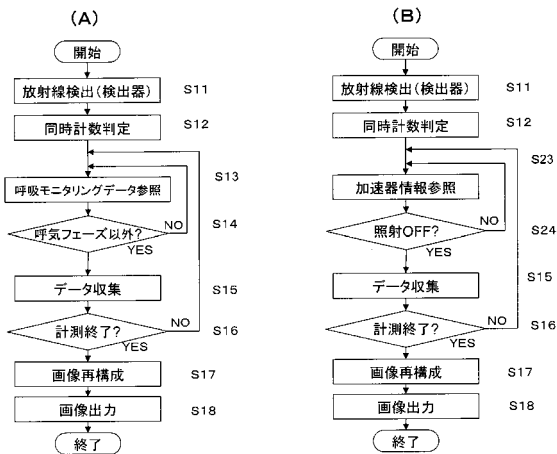 (A)
開始
放射線検出(検出器)
S11
同時計数判定
S12
S13
呼吸モニタリングデータ参照
呼気フェーズ以外?
NO
S14
YES
データ収集
S15
計測終了?
NO
S16
YES
画像再構成
S17
画像出力
S18
終了
(B)
開始
放射線検出(検出器)
S11
同時計数判定
S12
S23
加速器情報参照
照射OFF?
NO
S24
YES
データ収集
S15
計測終了?
NO
S16
YES
画像再構成
S17
画像出力
S18
終了